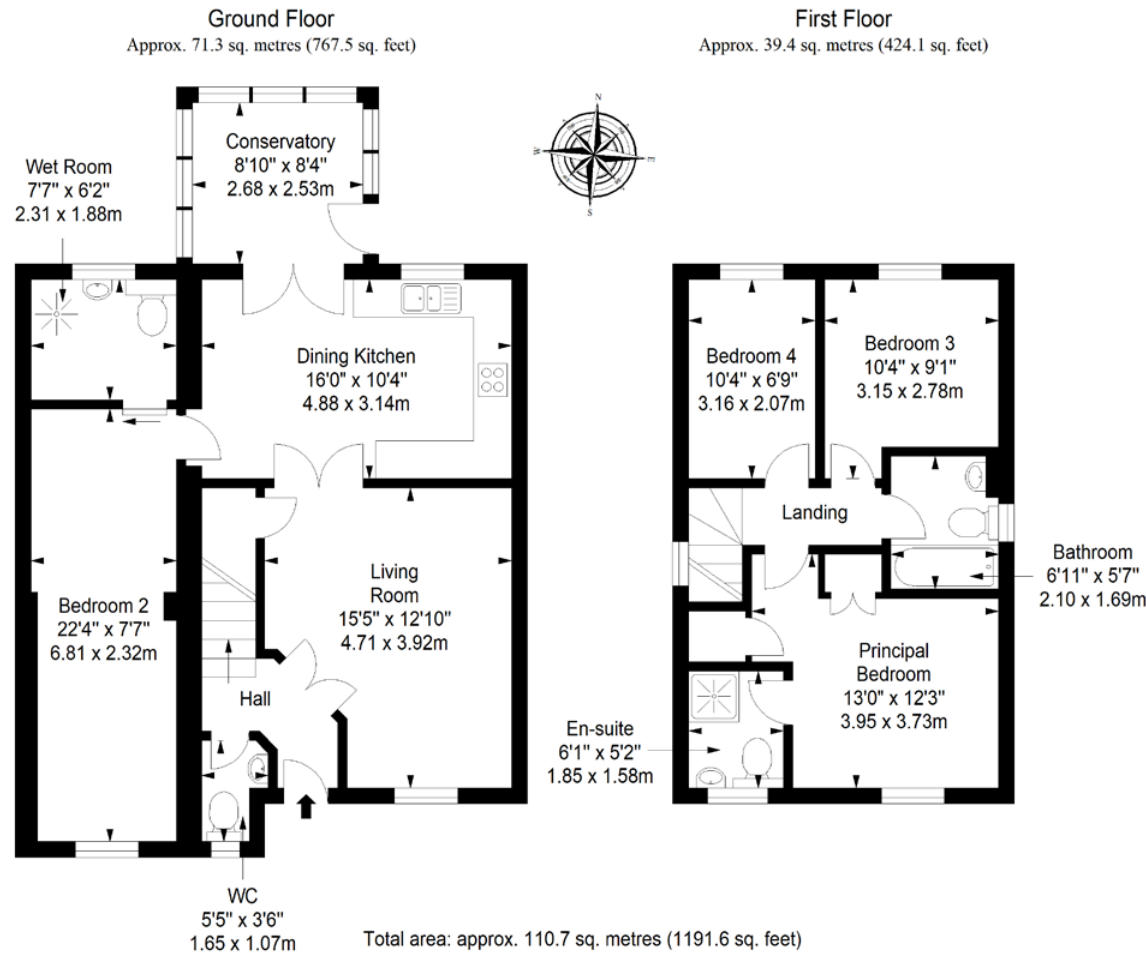 Ground Floor
Approx. 71.3 sq. metres (767.5 sq. feet)
First Floor
Approx. 39.4 sq. metres (424.1 sq. feet)
N
W
E
S
Conservatory
8'10" x 8'4"
2.68 x 2.53m
Wet Room
7'7" x 6'2"
2.31 x 1.88m
Dining Kitchen
16'0" x 10'4"
4.88 x 3.14m
Bedroom 2
22'4" x 7'7"
6.81 x 2.32m
Living
Room
15'5" x 12'10"
4.71 x 3.92m
Hall
WC
5'5" x 3'6"
1.65 x 1.07m
Bedroom 4
10'4" x 6'9"
3.16 x 2.07m
Bedroom 3
10'4" x 9'1"
3.15 x 2.78m
Landing
Bathroom
6'11" x 5'7"
2.10 x 1.69m
Principal
Bedroom
13'0" x 12'3"
3.95 x 3.73m
En-suite
6'1" x 5'2"
1.85 x 1.58m
Total area: approx. 110.7 sq. metres (1191.6 sq. feet)